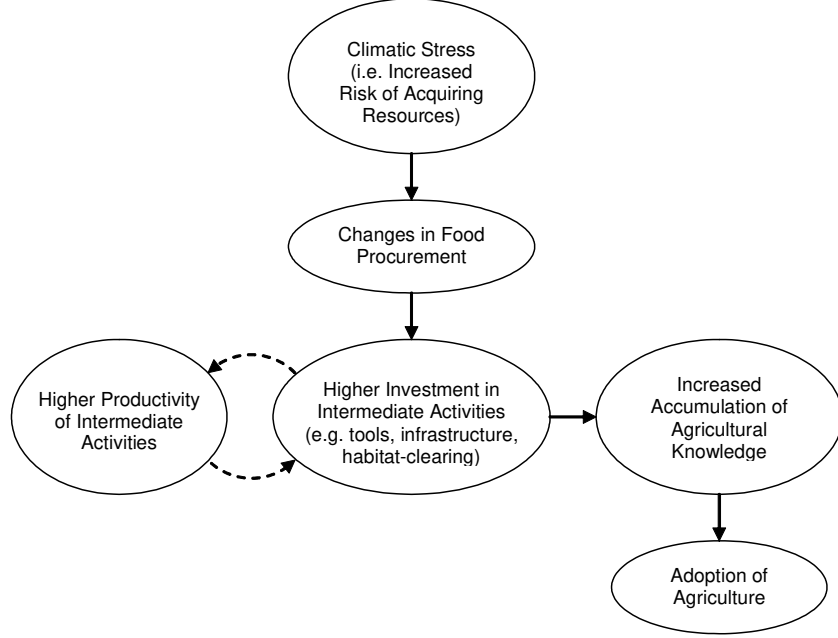 Climatic Stress
(i.e. Increased
Risk of Acquiring
Resources)
Changes in Food
Procurement
Higher Productivity
of Intermediate
Activities
Higher Investment in
Intermediate Activities
(e.g. tools, infrastructure,
habitat-clearing)
Increased
Accumulation of
Agricultural
Knowledge
Adoption of
Agriculture